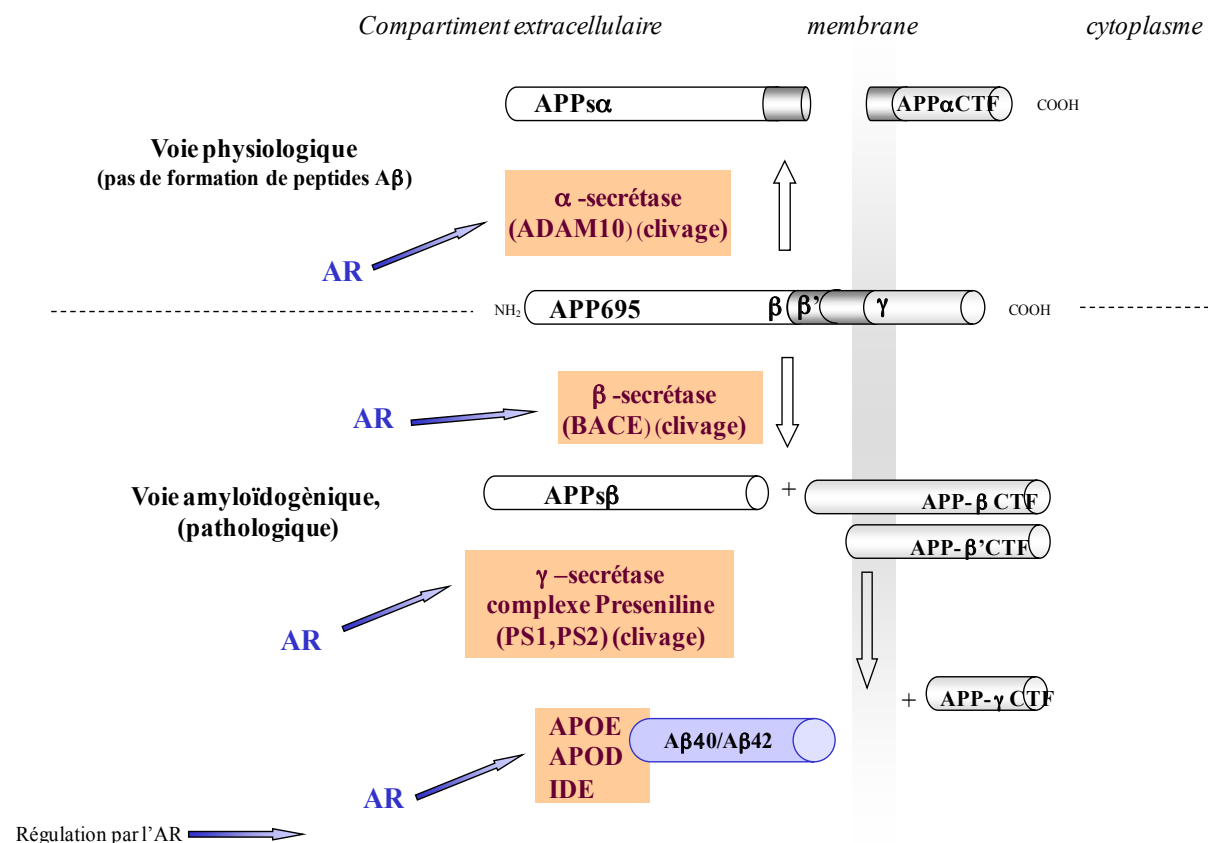 Compartiment extracellulaire membrane cytoplasme
APPsα APPαCTF COOH
Voie physiologique
(pas de formation de peptides Aβ)
α -secrétase
(ADAM10) (clivage)
AR
NH2 APP695 β β’ γ COOH
β -secrétase
(BACE) (clivage)
AR
Voie amyloïdogènique,
(pathologique)
APPsβ + APP- β CTF
APP- β’CTF
γ –secrétase
complexe Preseniline
(PS1,PS2) (clivage)
AR
+ APP- γ CTF
APOE
APOD
IDE
Aβ40/Aβ42
AR
Régulation par l’AR